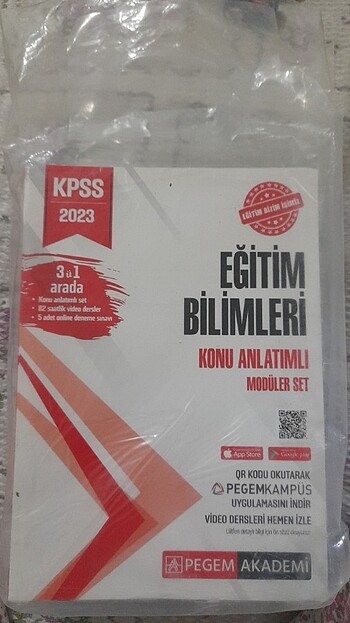 KPSS
2023
EĞİTİM BİZİM İŞİMİZ
3'ü 1
arada
• Konu anlatımlı set
• 82 saatlik video dersler
• 5 adet online deneme sınavı
EĞİTİM
BİLİMLERİ
KONU ANLATIMLI
MODÜLER SET
App Store
Google play
QR KODU OKUTARAK
PEGEMKAMPÜS
UYGULAMASINI İNDİR
VİDEO DERSLERİ HEMEN İZLE
PEGEM AKADEMİ